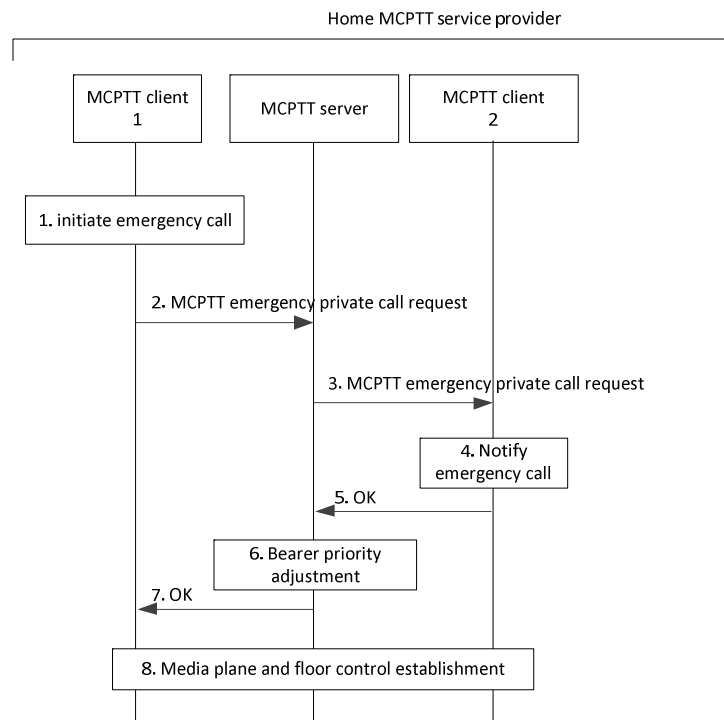 Home MCPTT service provider
MCPTT client
1
MCPTT server
MCPTT client
2
1. initiate emergency call
2. MCPTT emergency private call request
3. MCPTT emergency private call request
4. Notify
emergency call
5. OK
6. Bearer priority
adjustment
7. OK
8. Media plane and floor control establishment